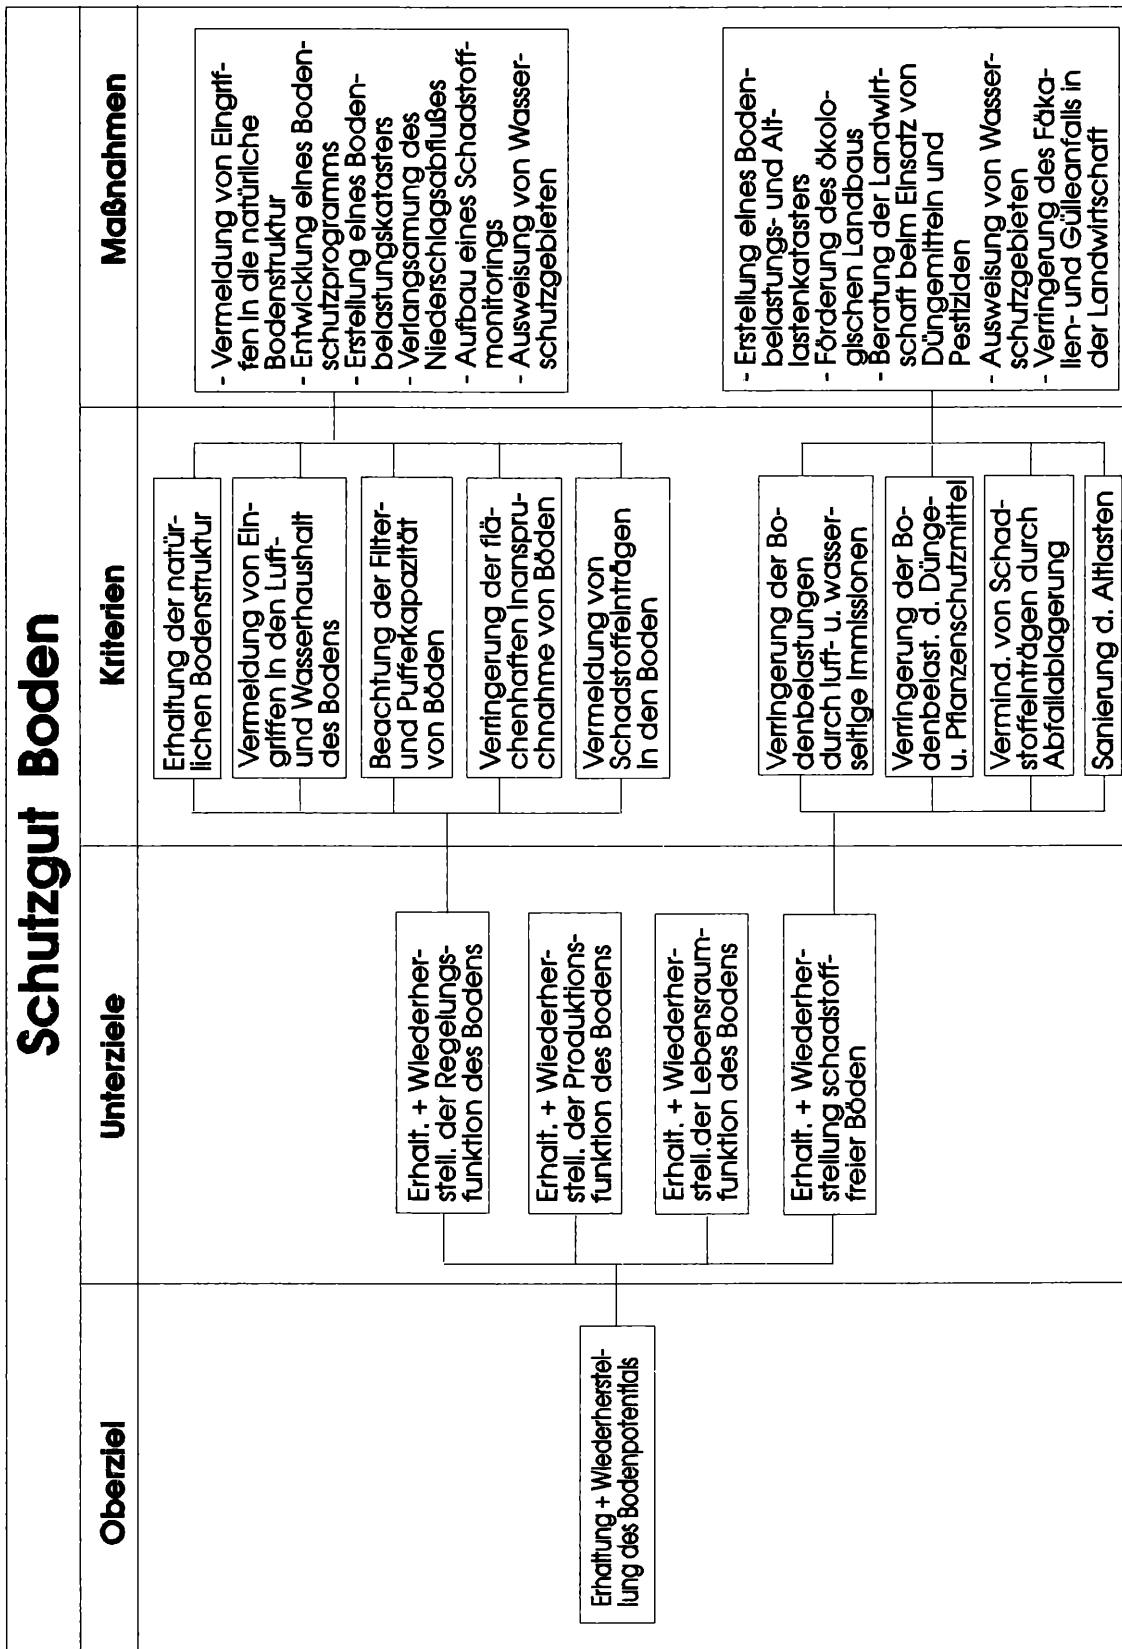 Schutzgut Boden
Oberziel
Unterziele
Kriterien
Maßnahmen
Erhaltung + Wiederherstel-
lung des Bodenpotentials
Erhalt. + Wiederher-
stell. der Regelungs-
funktion des Bodens
Erhalt. + Wiederher-
stell. der Produktions-
funktion des Bodens
Erhalt. + Wiederher-
stell.der Lebensraum-
funktion des Bodens
Erhalt. + Wiederher-
stellung schadstoff-
freier Böden
Erhaltung der natür-
lichen Bodenstruktur
Vermeidung von Ein-
griffen in den Luft-
und Wasserhaushalt
des Bodens
Beachtung der Filter-
und Pufferkapazität
von Böden
Verringerung der flä-
chenhaften Inanspru-
chnahme von Böden
Vermeidung von
Schadstoffeinträgen
in den Boden
Verringerung der Bo-
denbelastungen
durch luft- u. wasser-
seitige Immissionen
Verringerung der Bo-
denbelast. d. Dünge-
u. Pflanzenschutzmittel
Vermind. von Schad-
stoffeinträgen durch
Abfallablagerung
Sanierung d. Altlasten
- Vermeidung von Eingrif-
fen in die natürliche
Bodenstruktur
- Entwicklung eines Boden-
schutzprogramms
- Erstellung eines Boden-
belastungskatasters
- Verlangsamung des
Niederschlagsabflußes
- Aufbau eines Schadstoff-
monitorings
- Ausweisung von Wasser-
schutzgebieten
- Erstellung eines Boden-
belastungs- und Alt-
lastenkatasters
- Förderung des ökolo-
gischen Landbaus
- Beratung der Landwirt-
schaft beim Einsatz von
Düngemitteln und
Pestiziden
- Ausweisung von Wasser-
schutzgebieten
- Verringerung des Fäka-
lien- und Gülleanfalls in
der Landwirtschaft